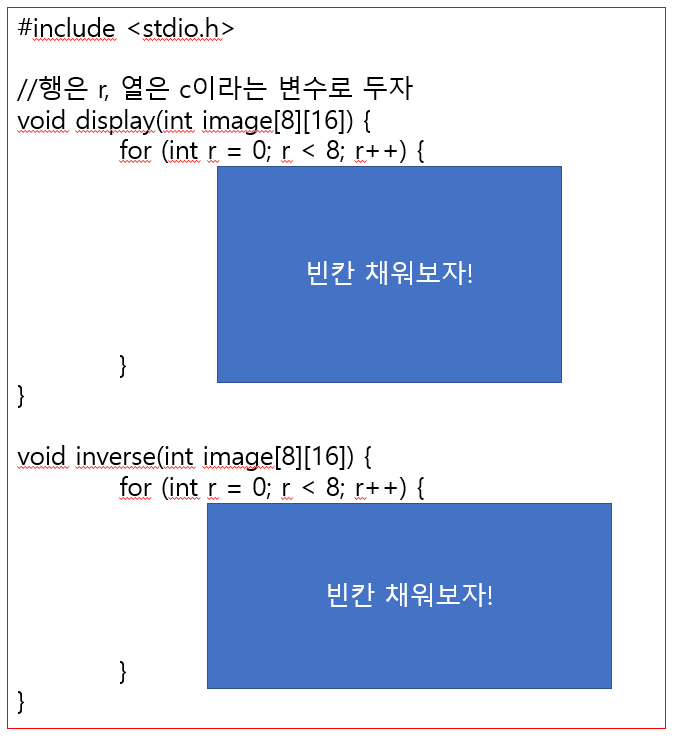 #include <stdio.h>
//행은 r, 열은 c이라는 변수로 두자
void display(int image[8][16]) {
for (int r = 0; r < 8; r++) {
빈칸 채워보자!
}
}
void inverse(int image[8][16]) {
for (int r = 0; r < 8; r++) {
빈칸 채워보자!
}
}